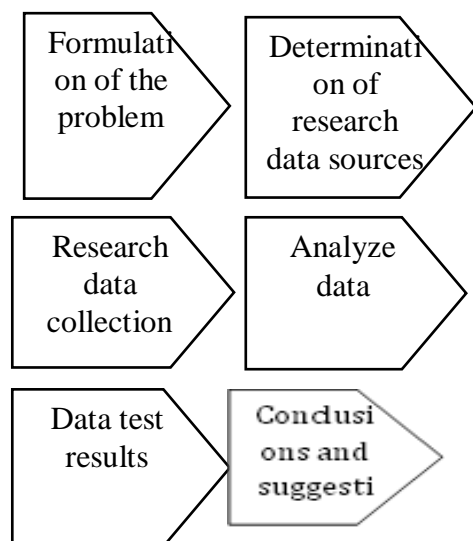 Formulati
on of the
problem
Determinati
on of
research
data sources
Research
data
collection
Analyze
data
Data test
results
Conclusi
ons and
suggesti